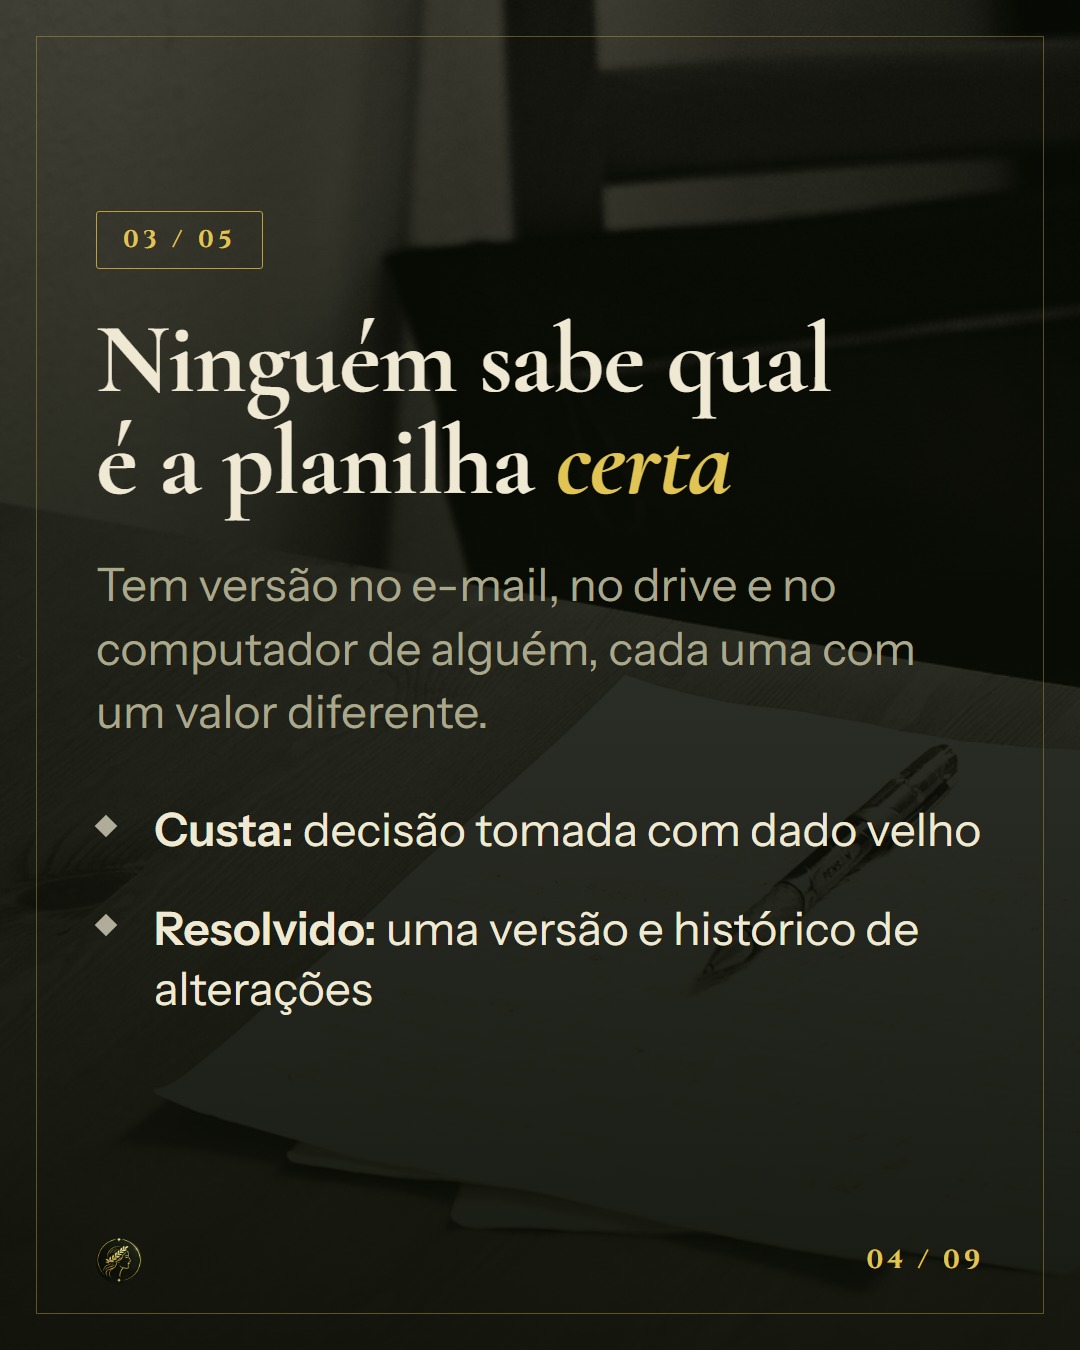 03 / 05
Ninguém sabe qual
é a planilha certa
Tem versão no e-mail, no drive e no
computador de alguém, cada uma com
um valor diferente.
Custa: decisão tomada com dado velho
Resolvido: uma versão e histórico de
alterações
04 / 09